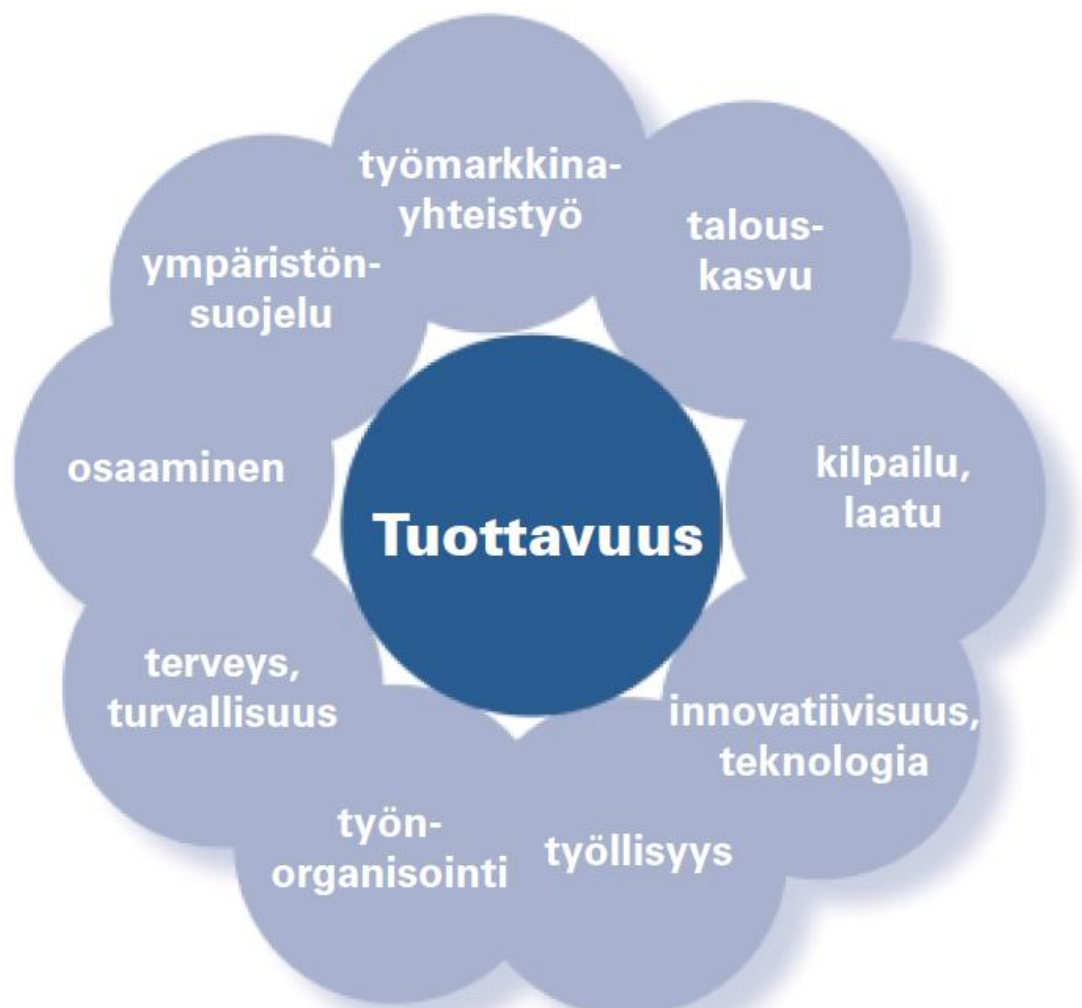 työmarkkina-
yhteistyö
talous-
kasvu
kilpailu,
laatu
innovatiivisuus,
teknologia
työllisyys
työn-
organisointi
terveys,
turvallisuus
osaaminen
ympäristön-
suojelu
Tuottavuus